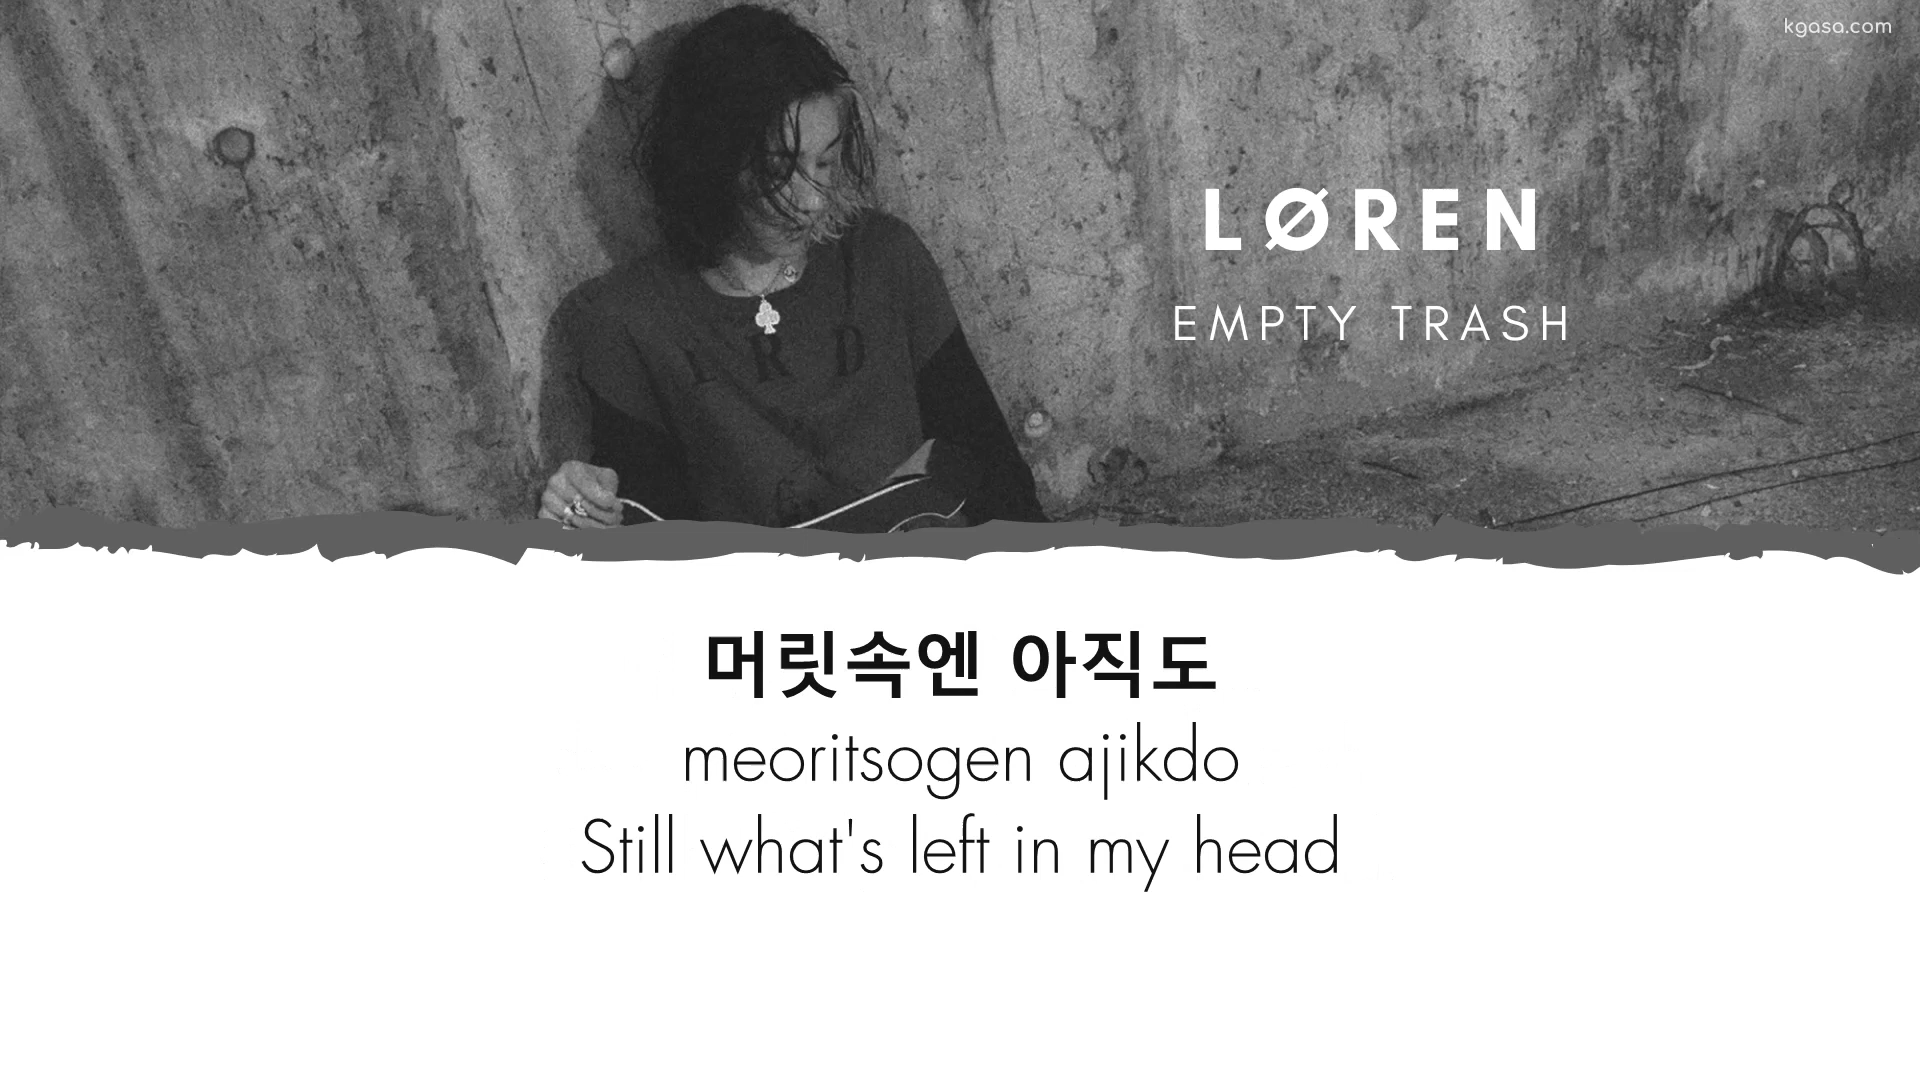 kgasa.com
LØREN
EMPTY TRASH
R D
머릿속엔 아직도
meoritsogen ajikdo
Still what's left in my head